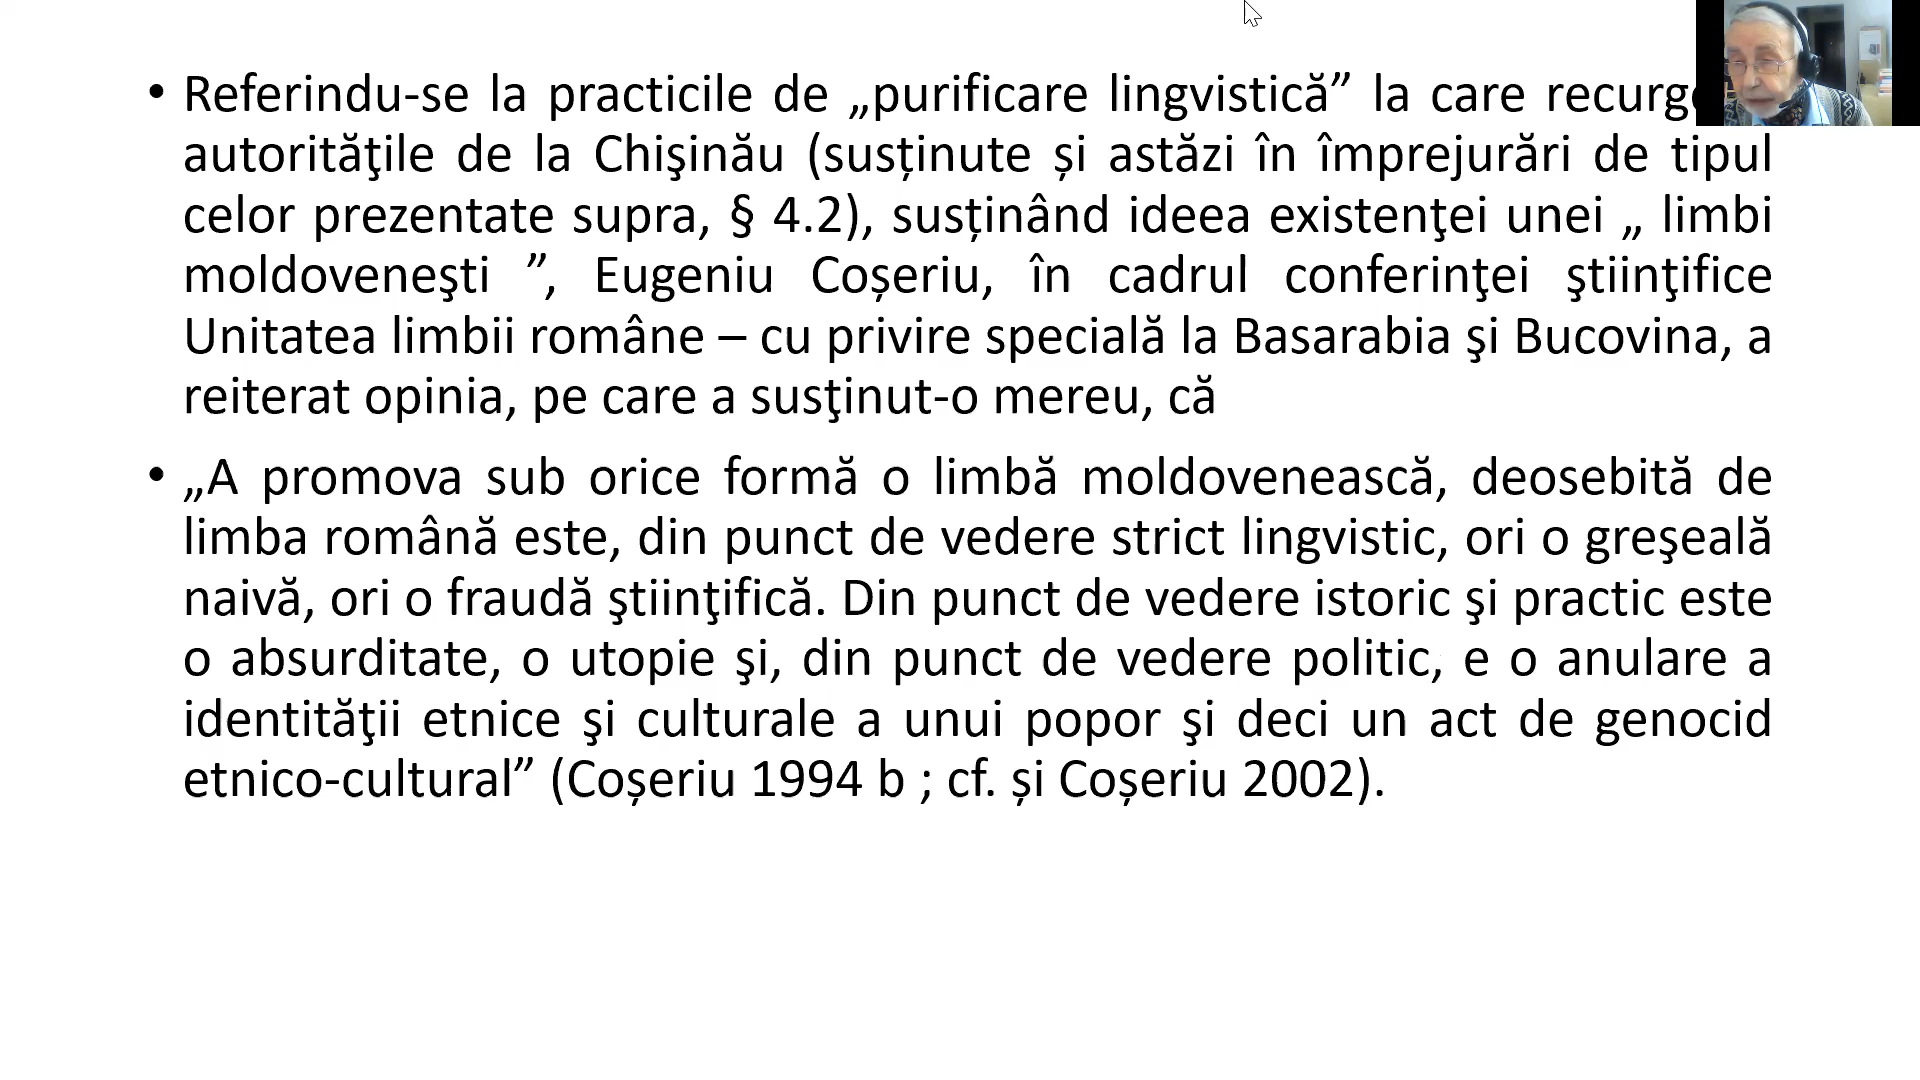 • Referindu-se la practicile de „purificare lingvistică” la care
autorităţile de la Chişinău (susținute și astăzi în împrejurări de tipul
celor prezentate supra, § 4.2), susținând ideea existenţei unei „ limbi
moldoveneşti ”, Eugeniu Coșeriu, în cadrul conferinţei ştiinţifice
Unitatea limbii române – cu privire specială la Basarabia şi Bucovina, a
reiterat opinia, pe care a susţinut-o mereu, că
• „A promova sub orice formă o limbă moldovenească, deosebită de
limba română este, din punct de vedere strict lingvistic, ori o greşeală
naivă, ori o fraudă ştiinţifică. Din punct de vedere istoric şi practic este
o absurditate, o utopie şi, din punct de vedere politic, e o anulare a
identităţii etnice şi culturale a unui popor şi deci un act de genocid
etnico-cultural” (Coșeriu 1994 b ; cf. și Coșeriu 2002).